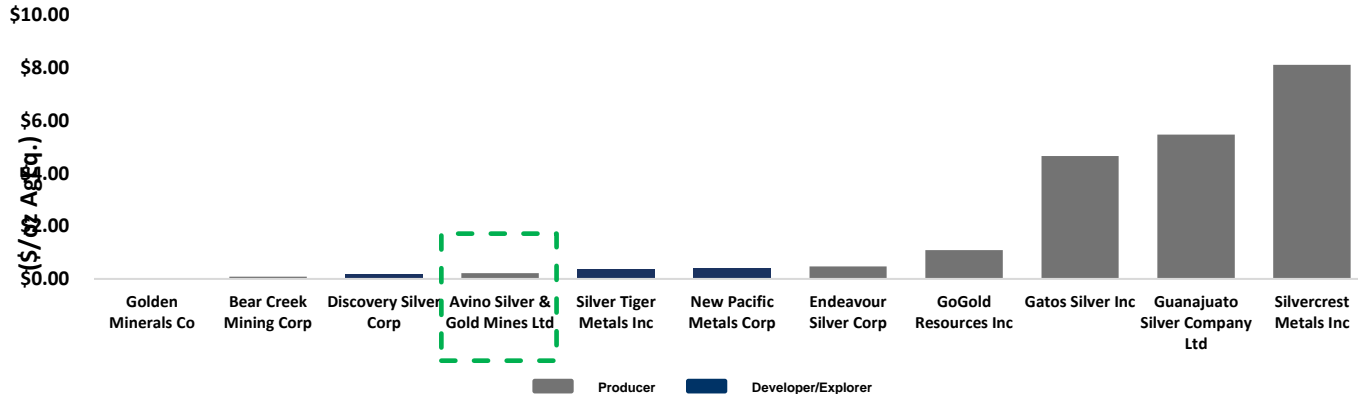 $10.00
$8.00
$6.00
$4.00
$2.00
$0.00
($/oz AgEq.)
Golden
Minerals Co
Bear Creek
Mining Corp
Discovery Silver
Corp
Avino Silver &
Gold Mines Ltd
Silver Tiger
Metals Inc
New Pacific
Metals Corp
Endeavour
Silver Corp
GoGold
Resources Inc
Gatos Silver Inc
Guanajuato
Silver Company
Ltd
Silvercrest
Metals Inc
Producer
Developer/Explorer